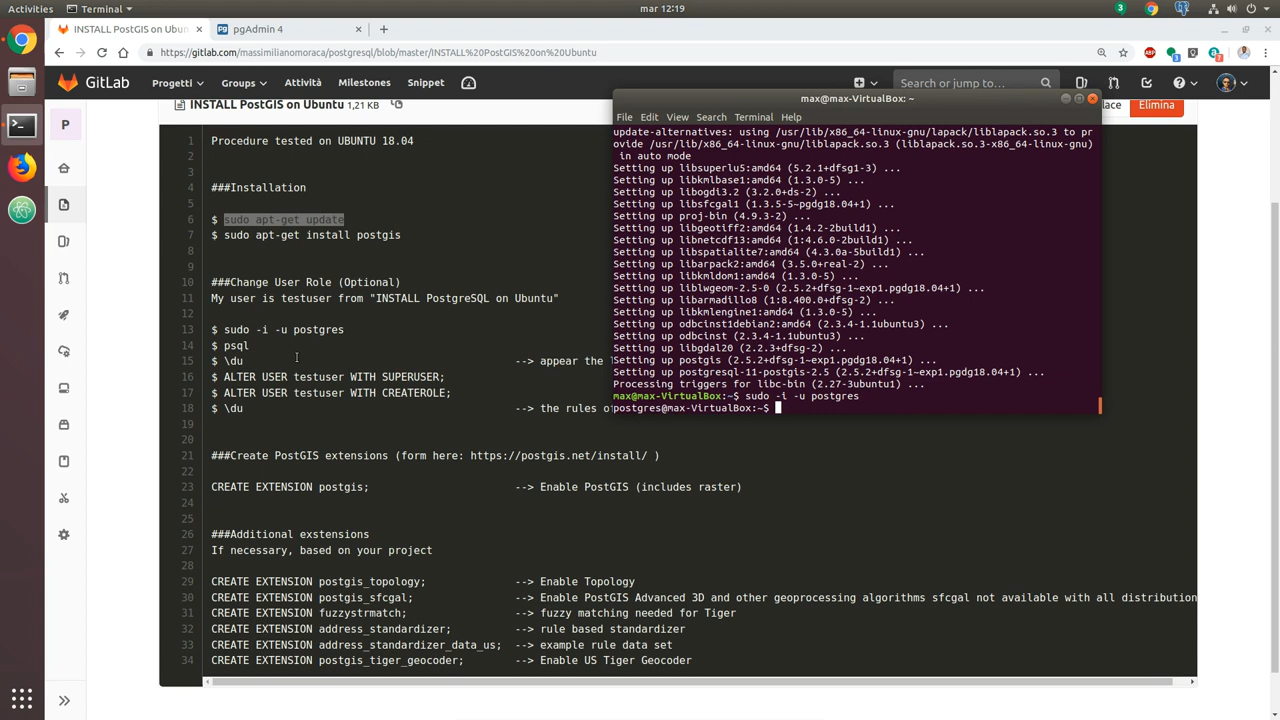 Activities
Terminal
mar 12:19
3
INSTALL PostGIS on Ubun
pgAdmin 4
https://gitlab.com/massimilianomoraca/postgresql/blob/master/INSTALL%20PostGIS%20on%20Ubuntu
GitLab
Progetti
Groups
Attività
Milestones
Snippet
Search or jump to...
P
INSTALL PostGIS on Ubuntu 1,21 KB
lace
Elimina
1 Procedure tested on UBUNTU 18.04
2
3
4 ###Installation
5
6 $ sudo apt-get update
7 $ sudo apt-get install postgis
8
9
10 ###Change User Role (Optional)
11 My user is testuser from "INSTALL PostgreSQL on Ubuntu"
12
13 $ sudo -i -u postgres
14 $ psql
15 $ \du --> appear the l
16 $ ALTER USER testuser WITH SUPERUSER;
17 $ ALTER USER testuser WITH CREATEROLE;
18 $ \du --> the rules of
19
20
21 ###Create PostGIS extensions (form here: https://postgis.net/install/ )
22
23 CREATE EXTENSION postgis; --> Enable PostGIS (includes raster)
24
25
26 ###Additional exstensions
27 If necessary, based on your project
28
29 CREATE EXTENSION postgis_topology; --> Enable Topology
30 CREATE EXTENSION postgis_sfcgal; --> Enable PostGIS Advanced 3D and other geoprocessing algorithms sfcgal not available with all distribution
31 CREATE EXTENSION fuzzystrmatch; --> fuzzy matching needed for Tiger
32 CREATE EXTENSION address_standardizer; --> rule based standardizer
33 CREATE EXTENSION address_standardizer_data_us; --> example rule data set
34 CREATE EXTENSION postgis_tiger_geocoder; --> Enable US Tiger Geocoder
max@max-VirtualBox: ~
File Edit View Search Terminal Help
update-alternatives: using /usr/lib/x86_64-linux-gnu/lapack/liblapack.so.3 to pr
ovide /usr/lib/x86_64-linux-gnu/liblapack.so.3 (liblapack.so.3-x86_64-linux-gnu)
in auto mode
Setting up libsuperlu5:amd64 (5.2.1+dfsg1-3) ...
Setting up libkmlbase1:amd64 (1.3.0-5) ...
Setting up libogdi3.2 (3.2.0+ds-2) ...
Setting up libsfcgal1 (1.3.5-5~pgdg18.04+1) ...
Setting up proj-bin (4.9.3-2) ...
Setting up libgeotiff2:amd64 (1.4.2-2build1) ...
Setting up libnetcdf13:amd64 (1:4.6.0-2build1) ...
Setting up libspatialite7:amd64 (4.3.0a-5build1) ...
Setting up libarpack2:amd64 (3.5.0+real-2) ...
Setting up libkmldom1:amd64 (1.3.0-5) ...
Setting up liblwgeom-2.5-0 (2.5.2+dfsg-1~exp1.pgdg18.04+1) ...
Setting up libarmadillo8 (1:8.400.0+dfsg-2) ...
Setting up libkmlengine1:amd64 (1.3.0-5) ...
Setting up odbcinst1debian2:amd64 (2.3.4-1.1ubuntu3) ...
Setting up odbcinst (2.3.4-1.1ubuntu3) ...
Setting up libgdal20 (2.2.3+dfsg-2) ...
Setting up postgis (2.5.2+dfsg-1~exp1.pgdg18.04+1) ...
Setting up postgresql-11-postgis-2.5 (2.5.2+dfsg-1~exp1.pgdg18.04+1) ...
Processing triggers for libc-bin (2.27-3ubuntu1) ...
max@max-VirtualBox:~$ sudo -i -u postgres
postgres@max-VirtualBox:~$